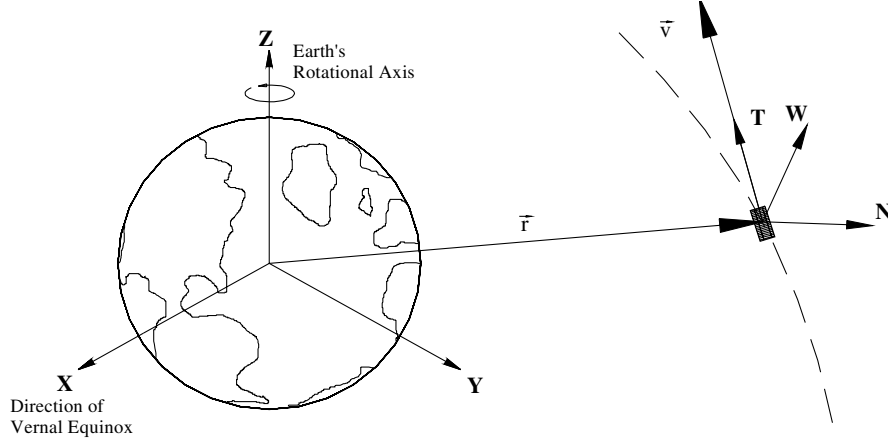 Z
Earth's
Rotational Axis
v
T
W
N
r
X
Y
Direction of
Vernal Equinox